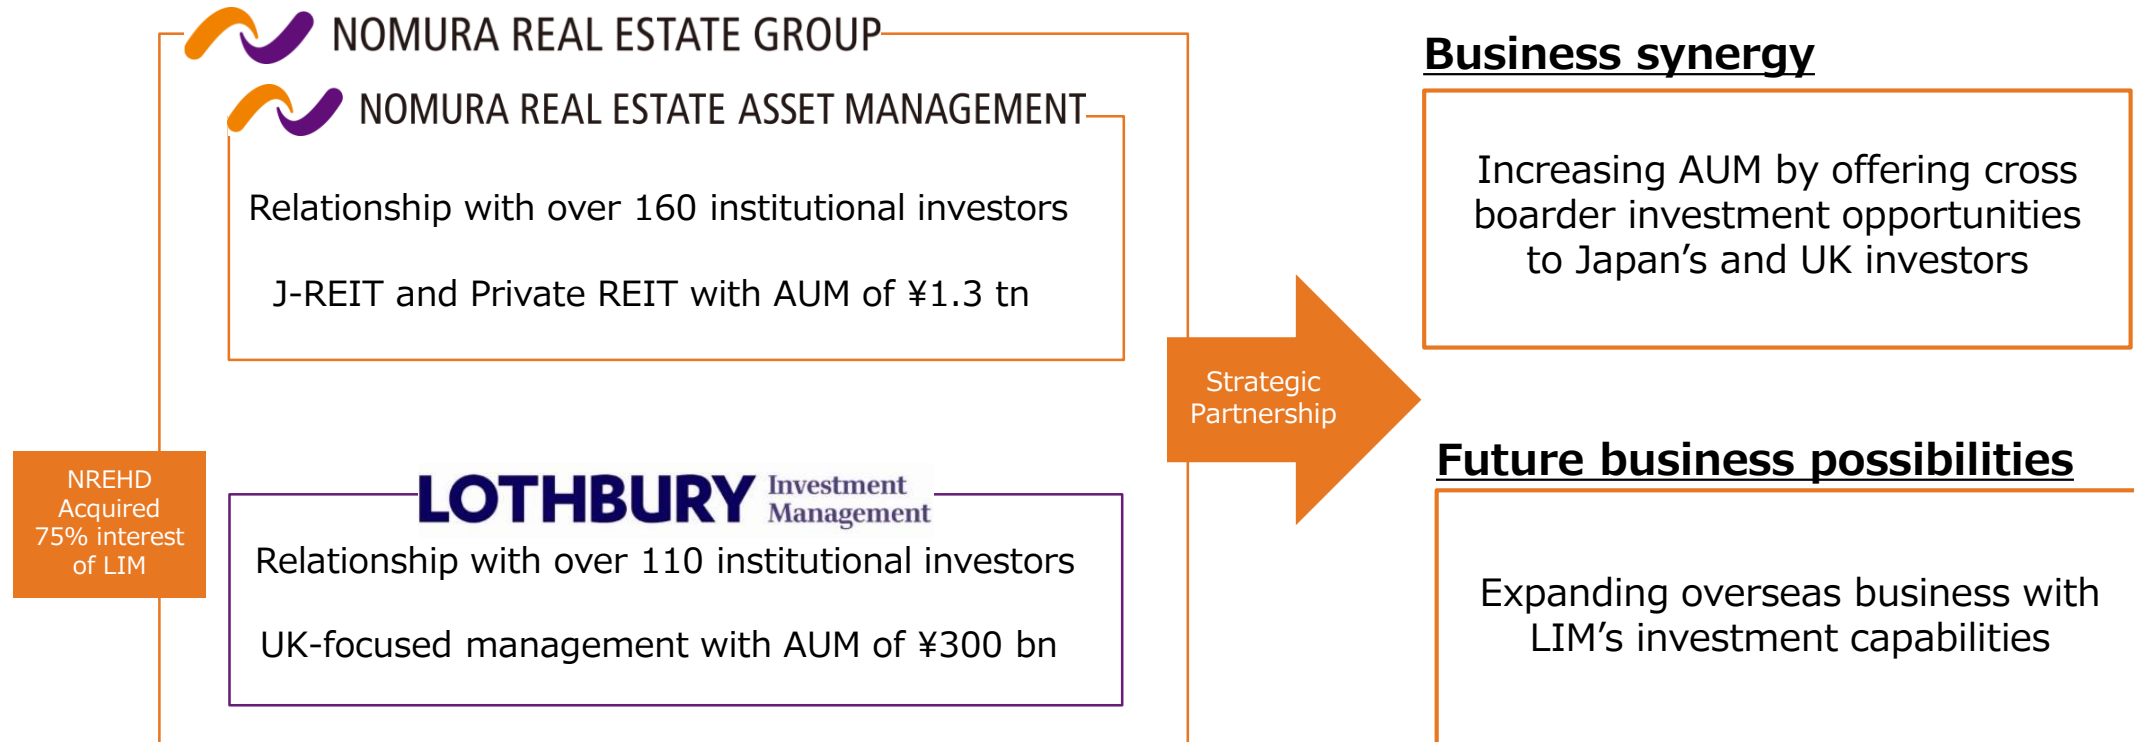 NOMURA REAL ESTATE GROUP
NOMURA REAL ESTATE ASSET MANAGEMENT
Relationship with over 160 institutional investors
J-REIT and Private REIT with AUM of ¥1.3 tn
NREHD
Acquired
75% interest
of LIM
LOTHBURY Investment
Management
Relationship with over 110 institutional investors
UK-focused management with AUM of ¥300 bn
Strategic
Partnership
Business synergy
Increasing AUM by offering cross
boarder investment opportunities
to Japan’s and UK investors
Future business possibilities
Expanding overseas business with
LIM’s investment capabilities